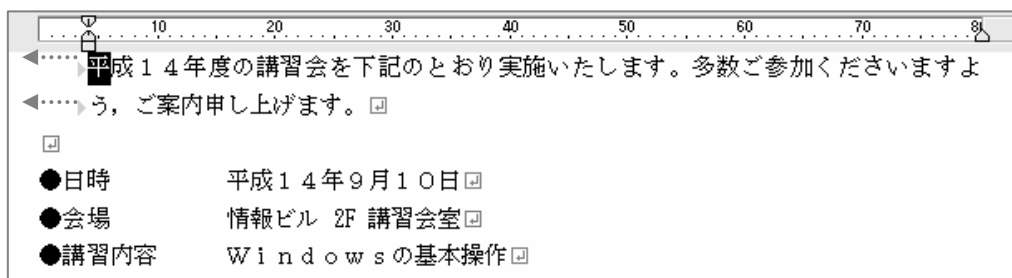 10 20 30 40 50 60 70 8
平成１４年度の講習会を下記のとおり実施いたします。多数ご参加くださいますよ
う，ご案内申し上げます。
●日時　　　　　平成１４年９月１０日
●会場　　　　　情報ビル 2F 講習会室
●講習内容　　　Ｗｉｎｄｏｗｓの基本操作